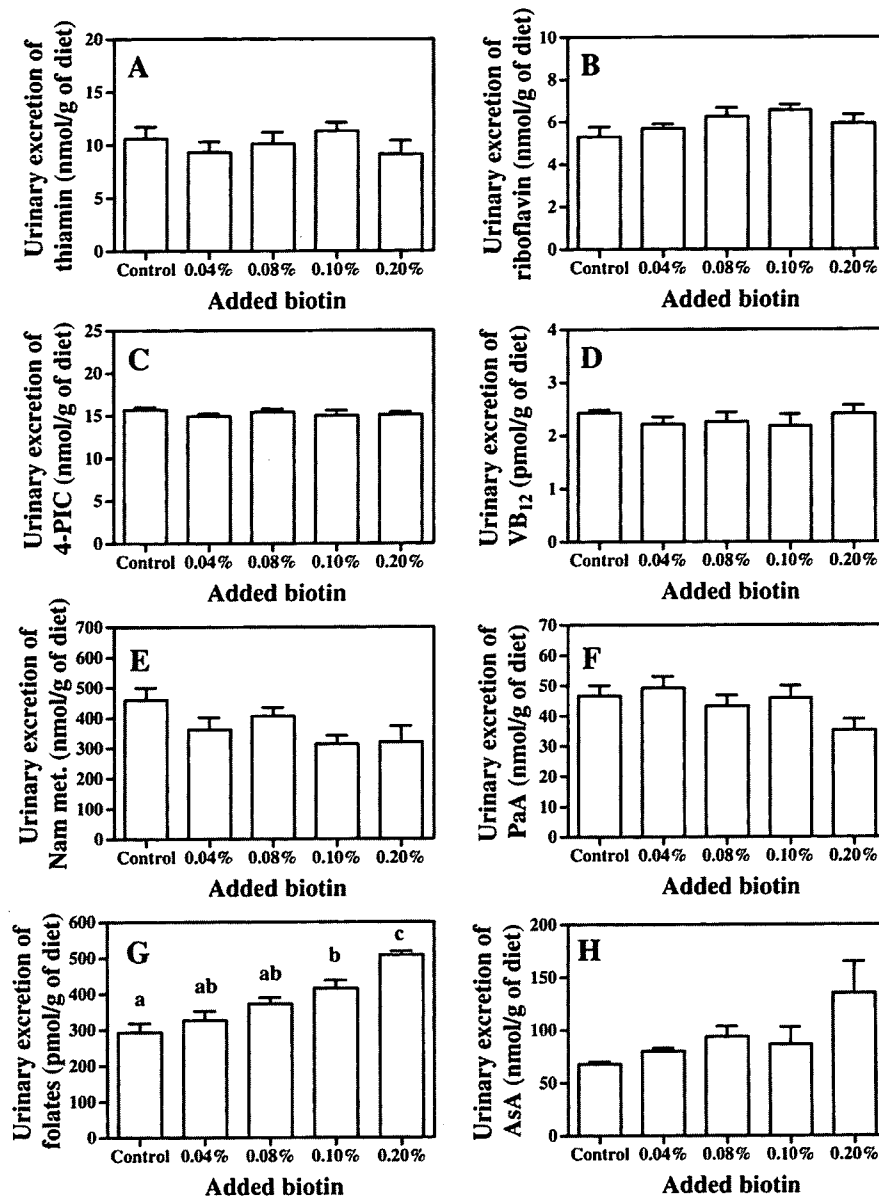 Urinary excretion of
thiamin (nmol/g of diet)
A
20
15
10
5
0
Control 0.04% 0.08% 0.10% 0.20%
Added biotin
Urinary excretion of
riboflavin (nmol/g of diet)
B
10
8
6
4
2
0
Control 0.04% 0.08% 0.10% 0.20%
Added biotin
Urinary excretion of
4-PIC (nmol/g of diet)
C
25
20
15
10
5
0
Control 0.04% 0.08% 0.10% 0.20%
Added biotin
Urinary excretion of
VB12 (pmol/g of diet)
D
4
3
2
1
0
Control 0.04% 0.08% 0.10% 0.20%
Added biotin
Urinary excretion of
Nam met. (nmol/g of diet)
E
700
600
500
400
300
200
100
0
Control 0.04% 0.08% 0.10% 0.20%
Added biotin
Urinary excretion of
PaA (nmol/g of diet)
F
70
60
50
40
30
20
10
0
Control 0.04% 0.08% 0.10% 0.20%
Added biotin
Urinary excretion of
folates (pmol/g of diet)
G
600
500
400
300
200
100
0
a ab ab b c
Control 0.04% 0.08% 0.10% 0.20%
Added biotin
Urinary excretion of
AsA (nmol/g of diet)
H
200
150
100
50
0
Control 0.04% 0.08% 0.10% 0.20%
Added biotin